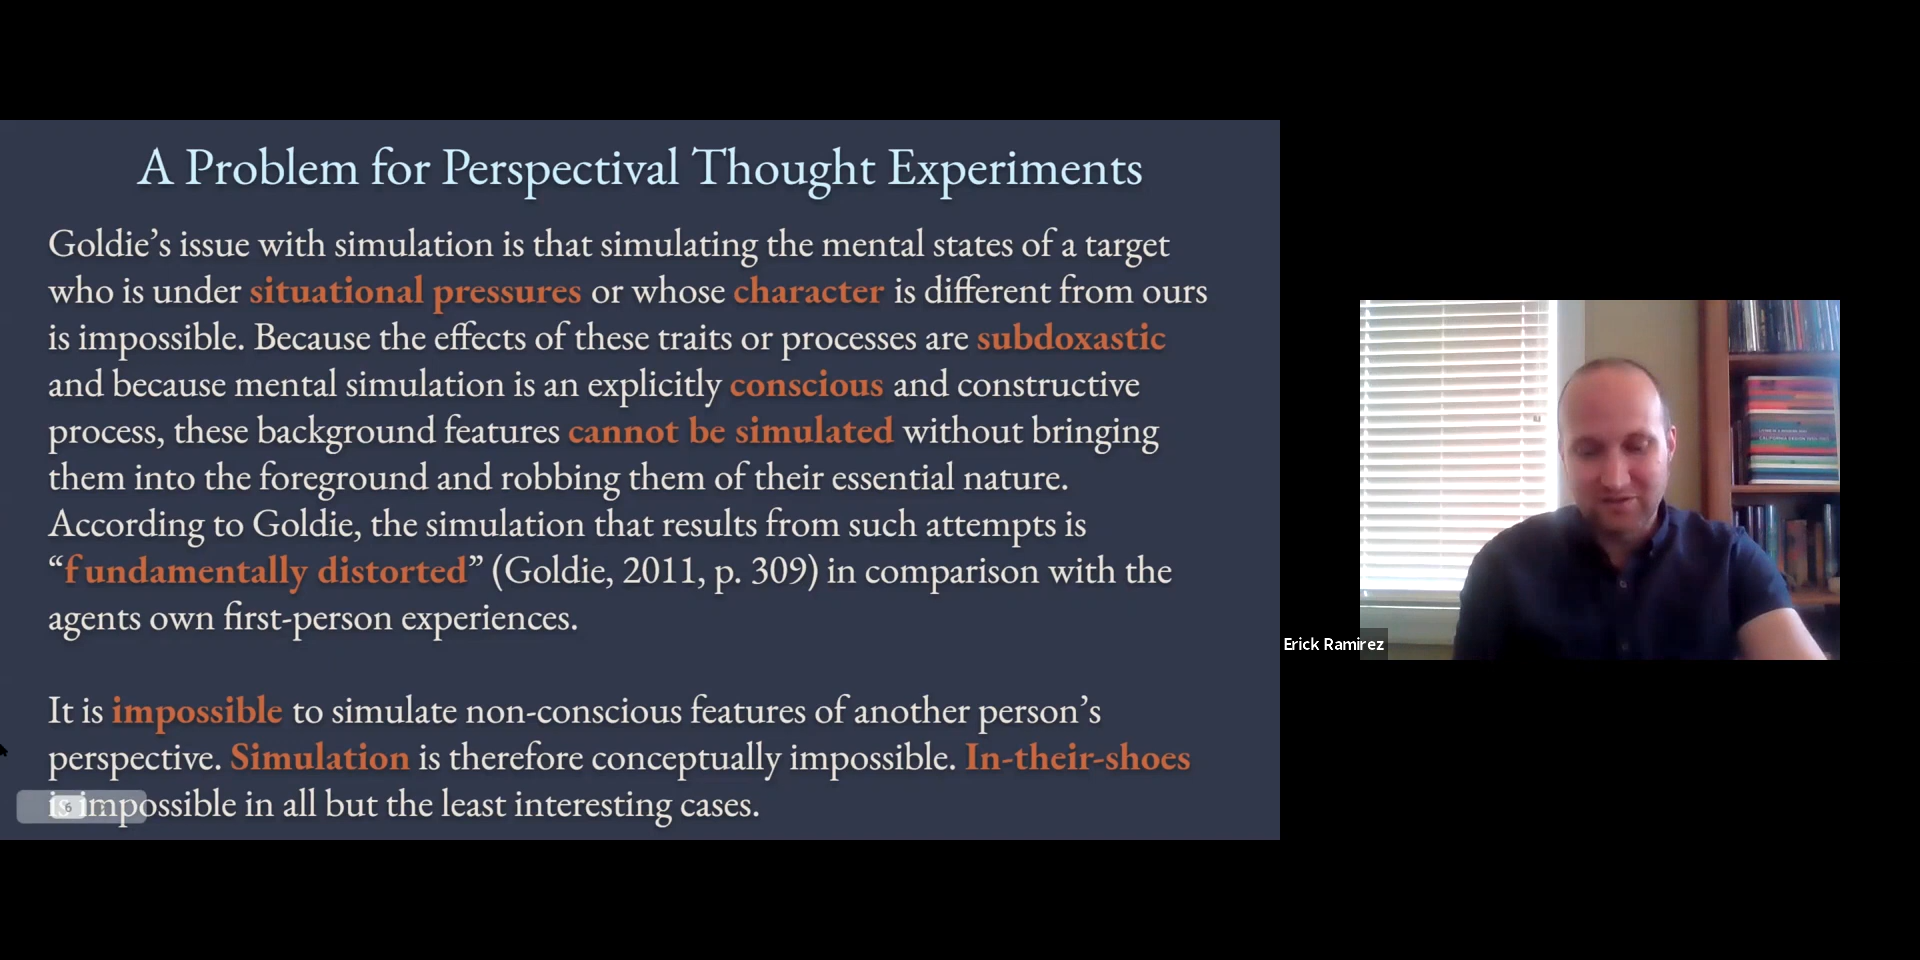 A Problem for Perspectival Thought Experiments
Goldie's issue with simulation is that simulating the mental states of a target
who is under situational pressures or whose character is different from ours
is impossible. Because the effects of these traits or processes are subdoxastic
and because mental simulation is an explicitly conscious and constructive
process, these background features cannot be simulated without bringing
them into the foreground and robbing them of their essential nature.
According to Goldie, the simulation that results from such attempts is
“fundamentally distorted” (Goldie, 2011, p. 309) in comparison with the
agents own first-person experiences.
It is impossible to simulate non-conscious features of another person's
perspective. Simulation is therefore conceptually impossible. In-their-shoes
is impossible in all but the least interesting cases.
6
Erick Ramirez